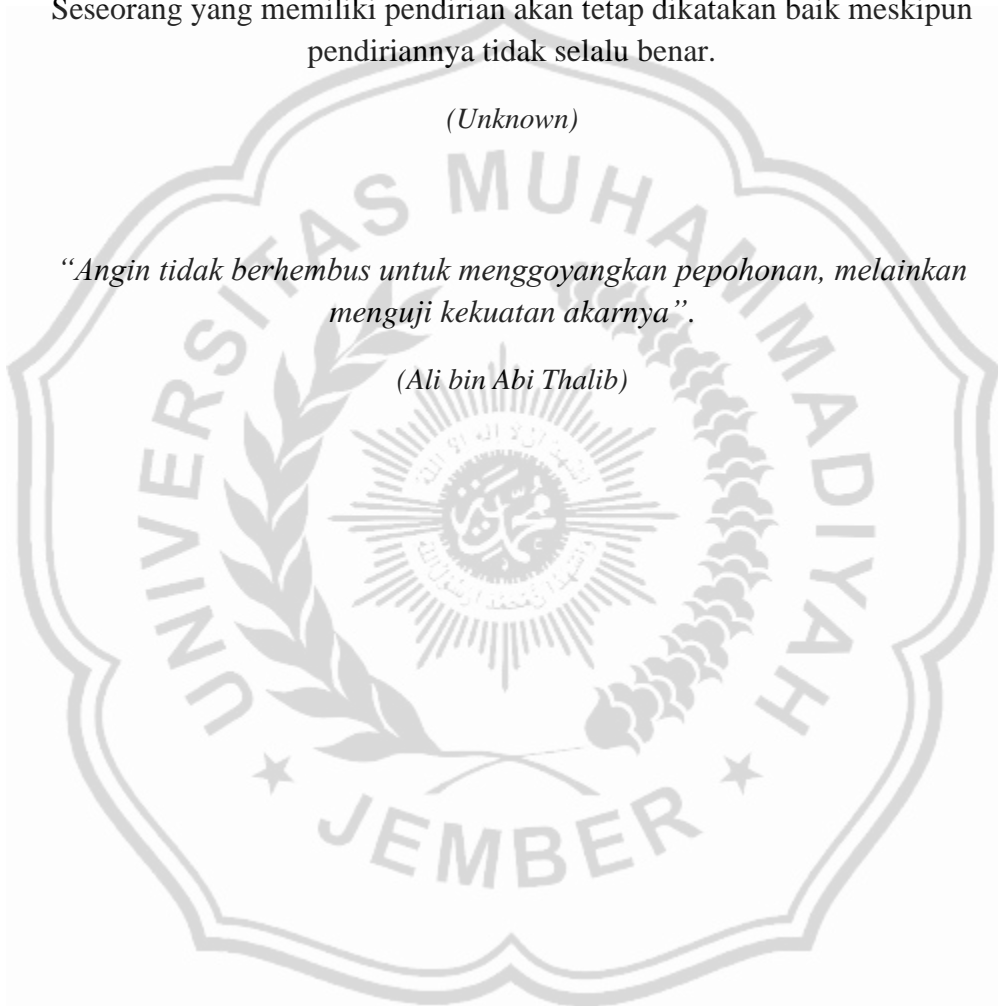 Seseorang yang memiliki pendirian akan tetap dikatakan baik meskipun
pendiriannya tidak selalu benar.
(Unknown)
“Angin tidak berhembus untuk menggoyangkan pepohonan, melainkan
menguji kekuatan akarnya”.
(Ali bin Abi Thalib)
UNIVERSITAS MUHAMMADIYAH
JEMBER